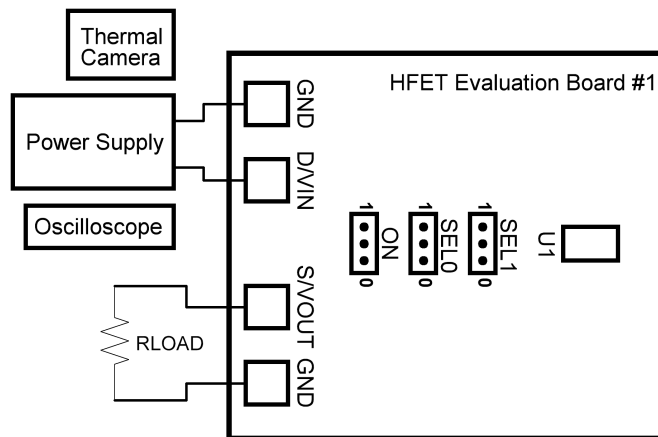 Thermal
Camera
Power Supply
Oscilloscope
RLOAD
HFET Evaluation Board #1
GND
D/VIN
S/VOUT
GND
1
ON
0
1
SEL0
0
1
SEL1
0
U1